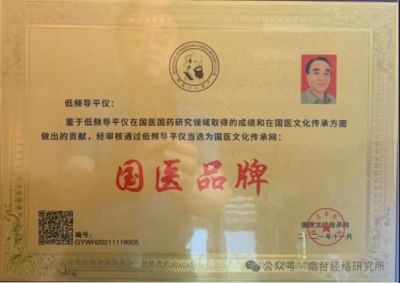 低频导平仪：
鉴于低频导平仪在国医国药研究领域取得的成绩和在国医文化传承方面
做出的贡献，经审核通过低频导平仪当选为国医文化传承网：
国医品牌
编号：
GYWH20211119005
国医文化传承网
二〇二一年十一月
公众号·烟台经络研究所